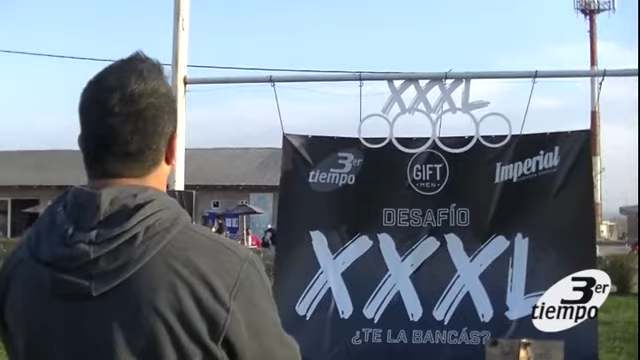 XXXL
3er
tiempo
GIFT
MEN
Imperial
DESAFÍO
XXXL
¿TE LA BANCÁS?
3er
tiempo